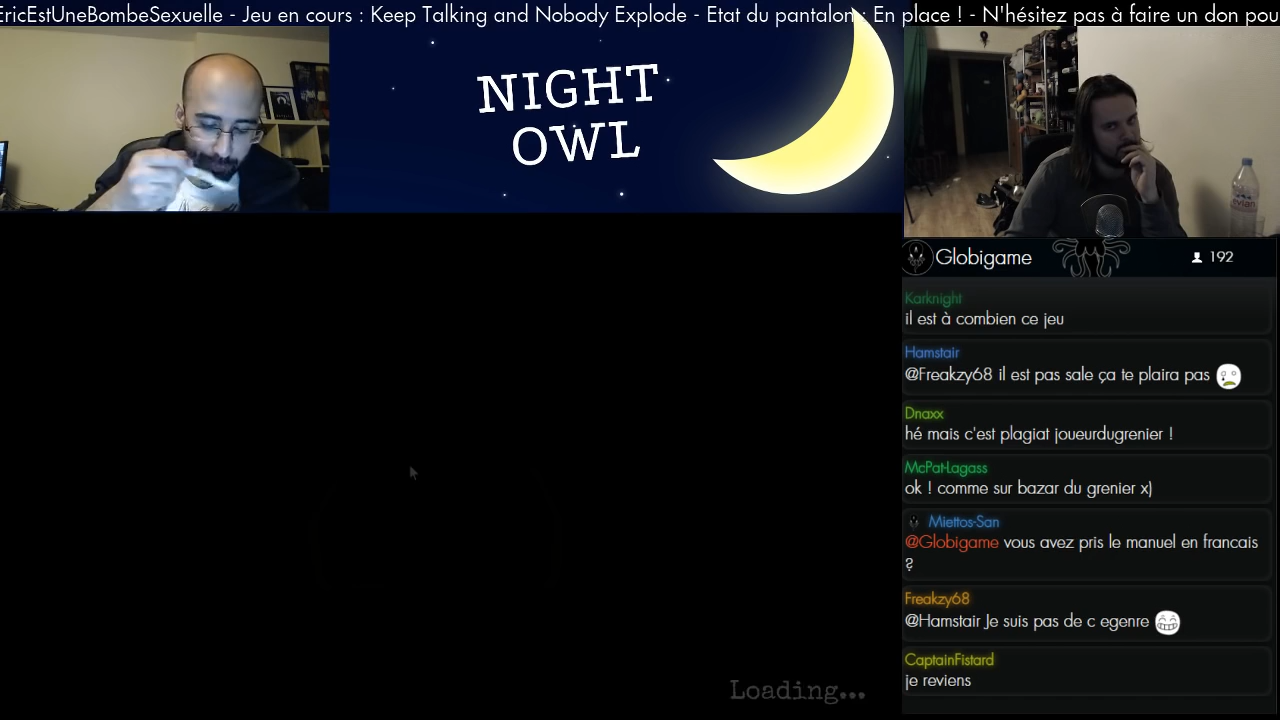 EricEstUneBombeSexuelle - Jeu en cours : Keep Talking and Nobody Explode - Etat du pantalon : En place ! - N'hésitez pas à faire un don pou
NIGHT
OWL
evian
Globigame 192
Karknight
il est à combien ce jeu
Hamstair
@Freakzy68 il est pas sale ça te plaira pas
Dnaxx
hé mais c'est plagiat joueurdugrenier !
McPat-Lagass
ok ! comme sur bazar du grenier x)
Miettos-San
@Globigame vous avez pris le manuel en francais
?
Freakzy68
@Hamstair Je suis pas de c egenre
CaptainFistard
je reviens
Loading...